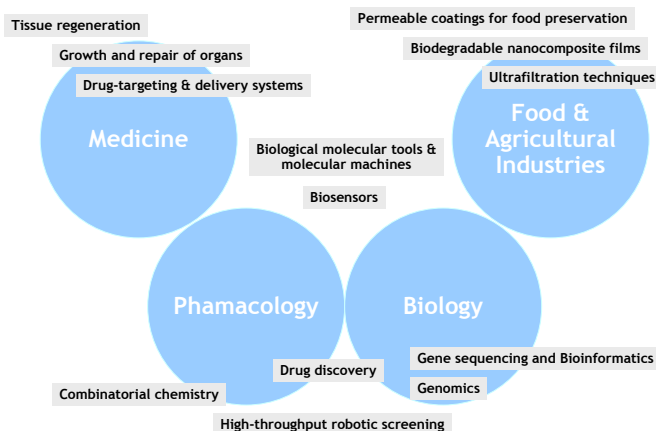 Tissue regeneration
Permeable coatings for food preservation
Growth and repair of organs
Biodegradable nanocomposite films
Drug-targeting & delivery systems
Ultrafiltration techniques
Medicine
Food &
Agricultural
Industries
Biological molecular tools &
molecular machines
Biosensors
Phamacology
Biology
Gene sequencing and Bioinformatics
Drug discovery
Genomics
Combinatorial chemistry
High-throughput robotic screening